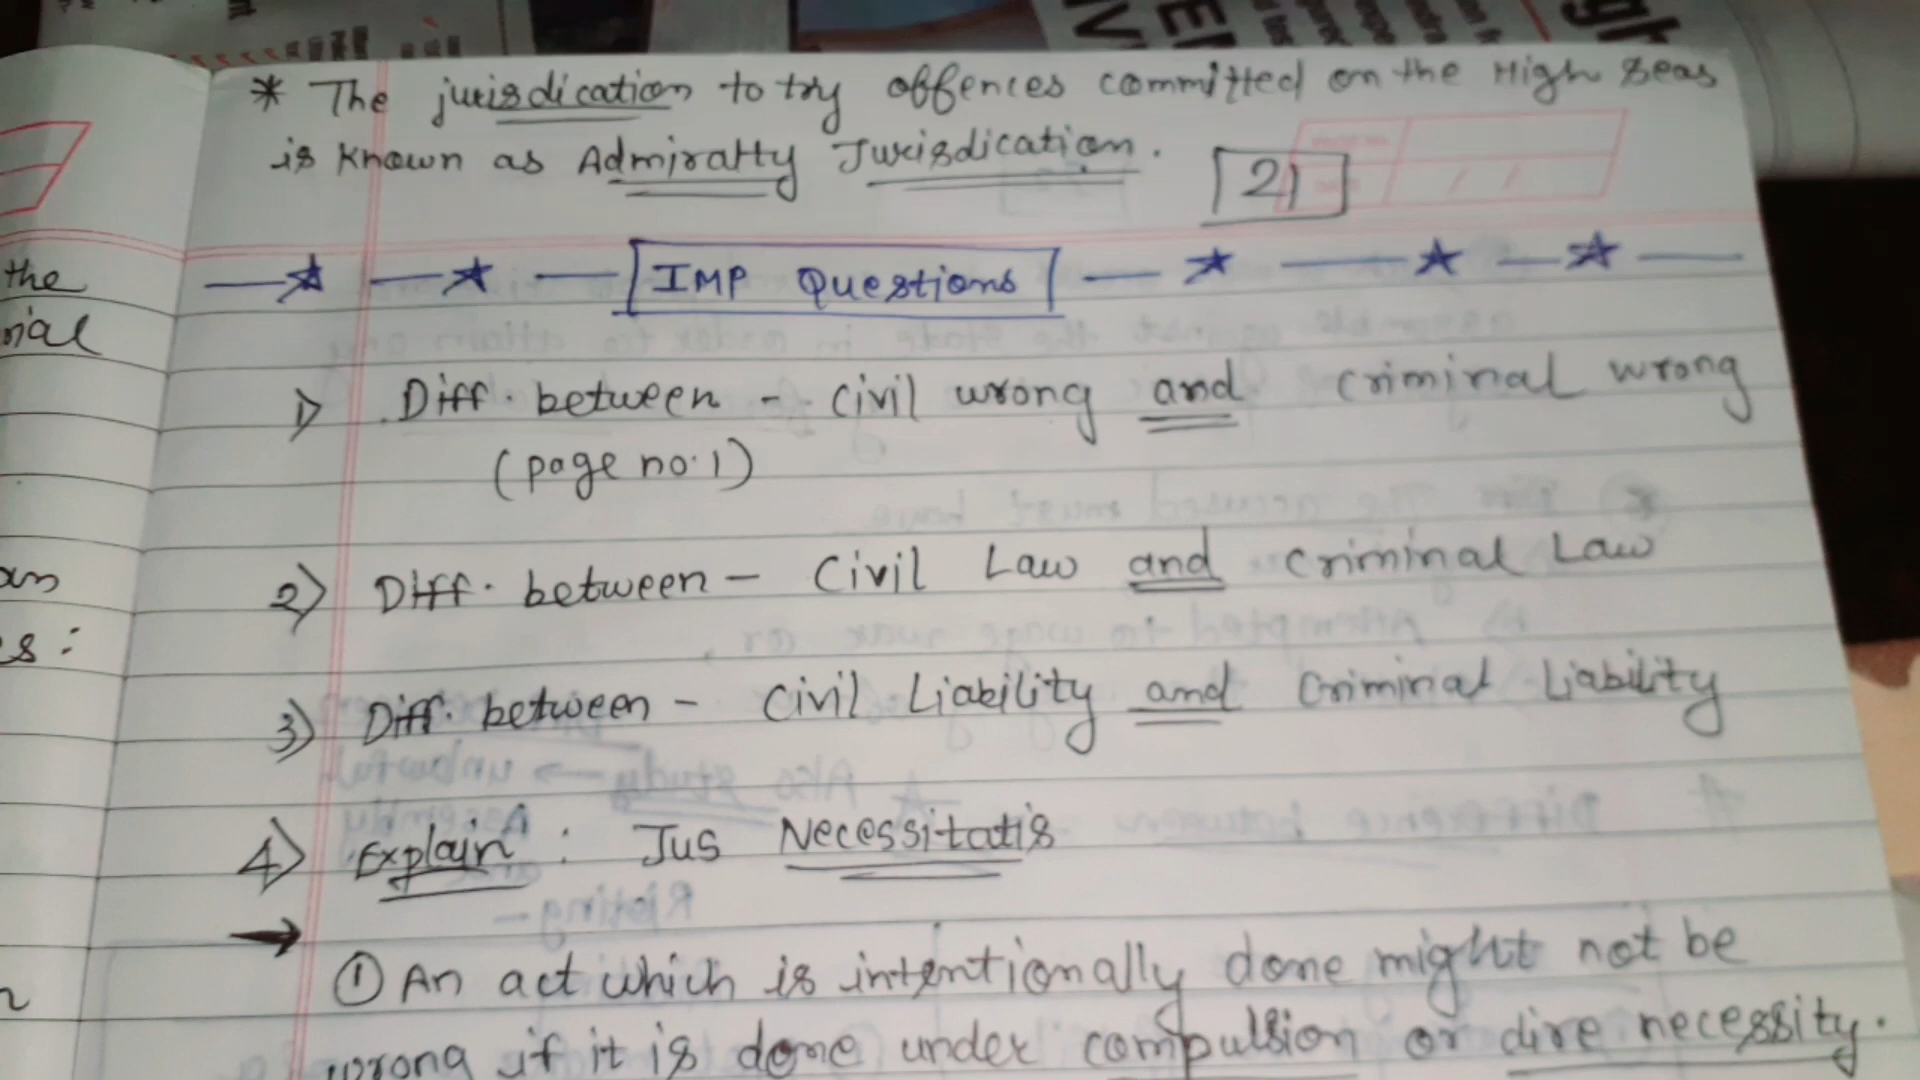 * The jurisdication to try offences committed on the High seas
is known as Admiralty Jurisdication.
21
IMP Questions
1) Diff. between - civil wrong and criminal wrong
(page no.1)
2) Diff. between - Civil Law and Criminal Law
3) Diff. between - Civil Liability and Criminal Liability
4) Explain : Jus Necessitatis
→
① An act which is intentionally done might not be
wrong if it is done under compulsion or dire necessity.
the